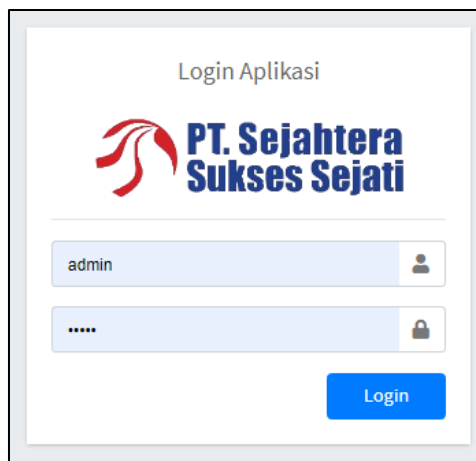 Login Aplikasi
PT. Sejahtera
Sukses Sejati
admin
•••••
Login